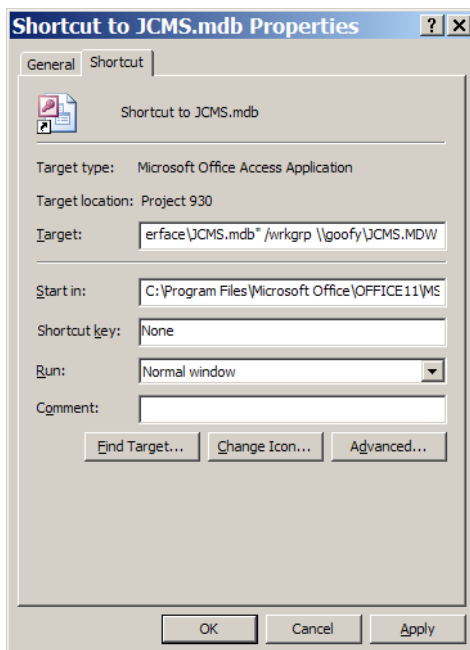 Shortcut to JCMS.mdb Properties
General Shortcut
Shortcut to JCMS.mdb
Target type: Microsoft Office Access Application
Target location: Project 930
Target: erface\JCMS.mdb" /wrkgrp \\goofy\JCMS.MDW
Start in: C:\Program Files\Microsoft Office\OFFICE11\MS
Shortcut key: None
Run: Normal window
Comment:
Find Target... Change Icon... Advanced...
OK Cancel Apply